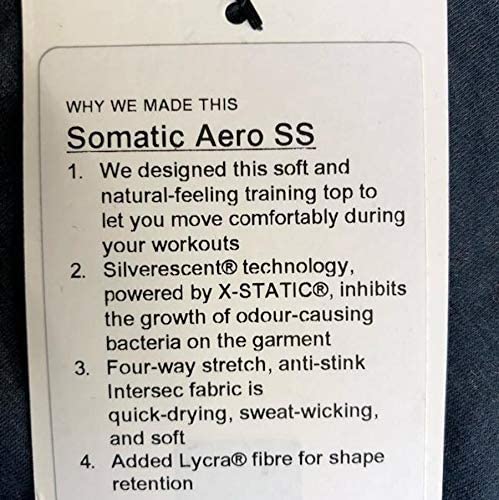 WHY WE MADE THIS
Somatic Aero SS
1. We designed this soft and
natural-feeling training top to
let you move comfortably during
your workouts
2. Silverescent® technology,
powered by X-STATIC®, inhibits
the growth of odour-causing
bacteria on the garment
3. Four-way stretch, anti-stink
Intersec fabric is
quick-drying, sweat-wicking,
and soft
4. Added Lycra® fibre for shape
retention